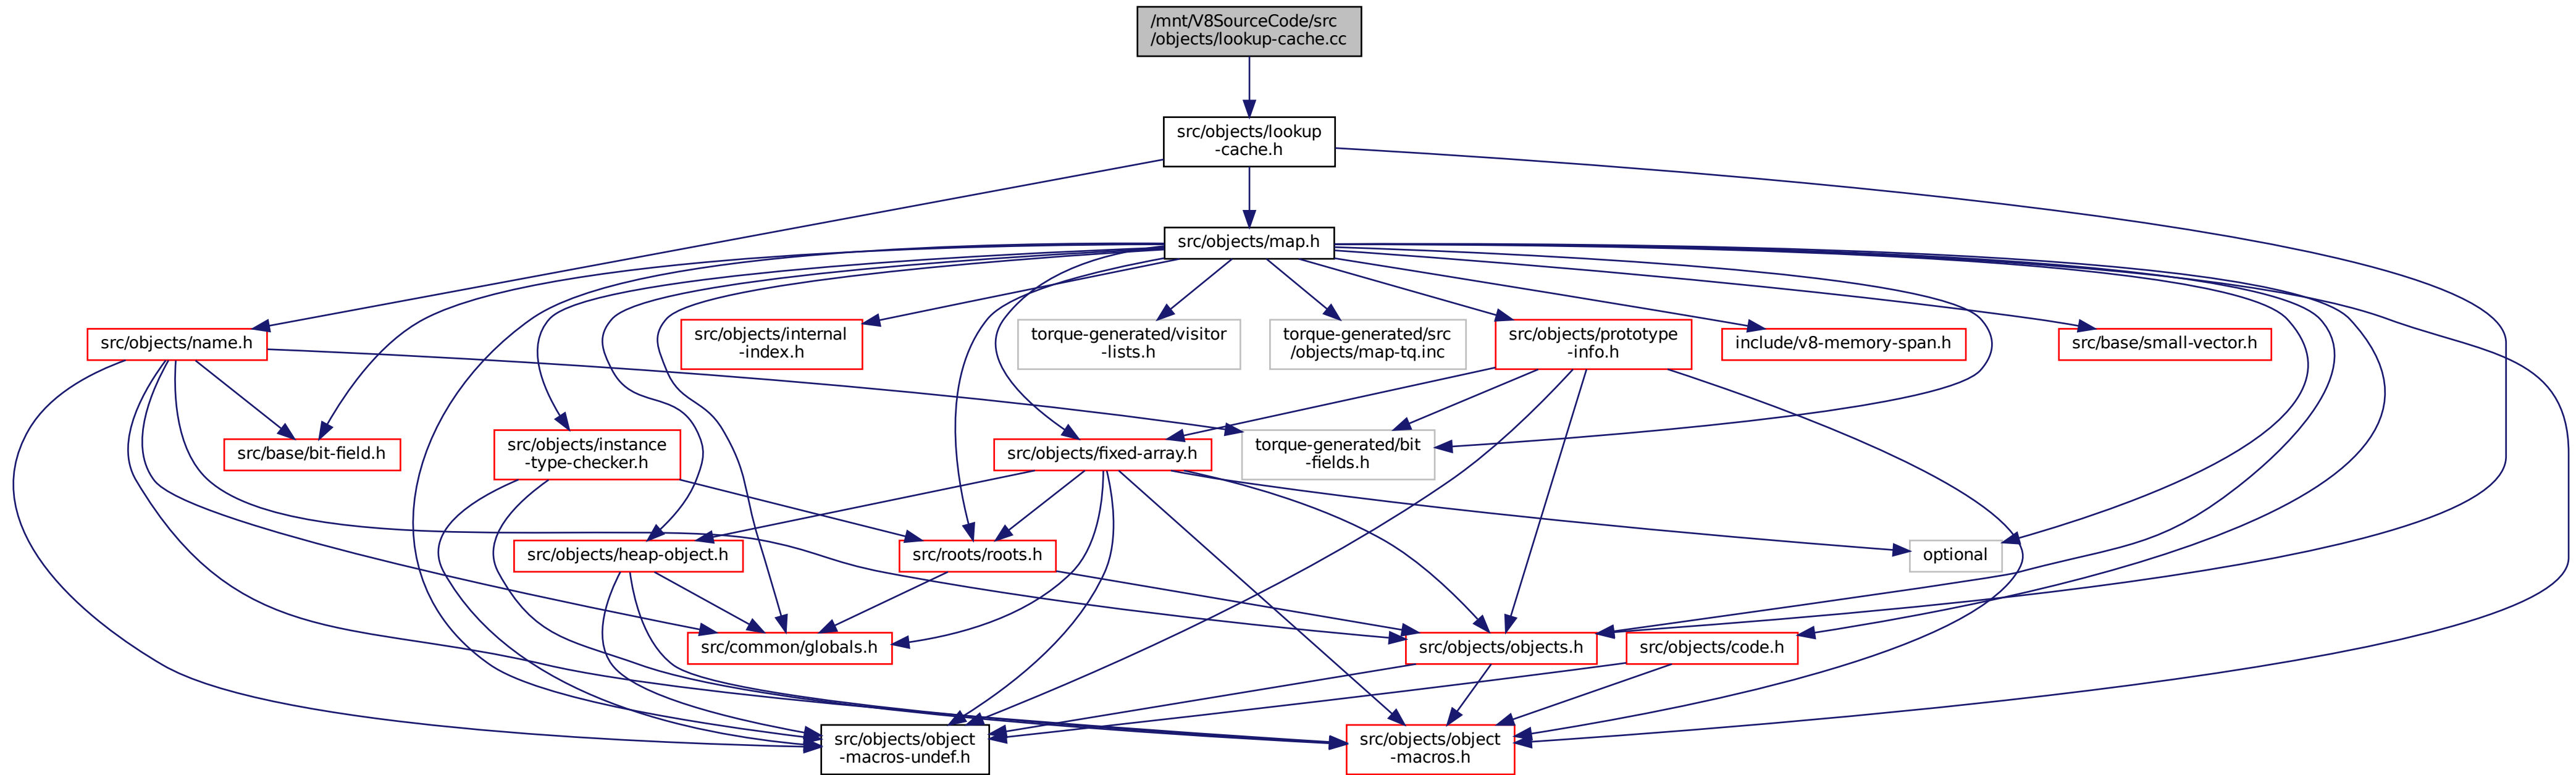 /mnt/V8SourceCode/src
/objects/lookup-cache.cc
src/objects/lookup
-cache.h
src/objects/map.h
src/objects/name.h
src/objects/internal
-index.h
torque-generated/visitor
-lists.h
torque-generated/src
/objects/map-tq.inc
src/objects/prototype
-info.h
include/v8-memory-span.h
src/base/small-vector.h
src/base/bit-field.h
src/objects/instance
-type-checker.h
src/objects/fixed-array.h
torque-generated/bit
-fields.h
src/objects/heap-object.h
src/roots/roots.h
optional
src/common/globals.h
src/objects/objects.h
src/objects/code.h
src/objects/object
-macros-undef.h
src/objects/object
-macros.h